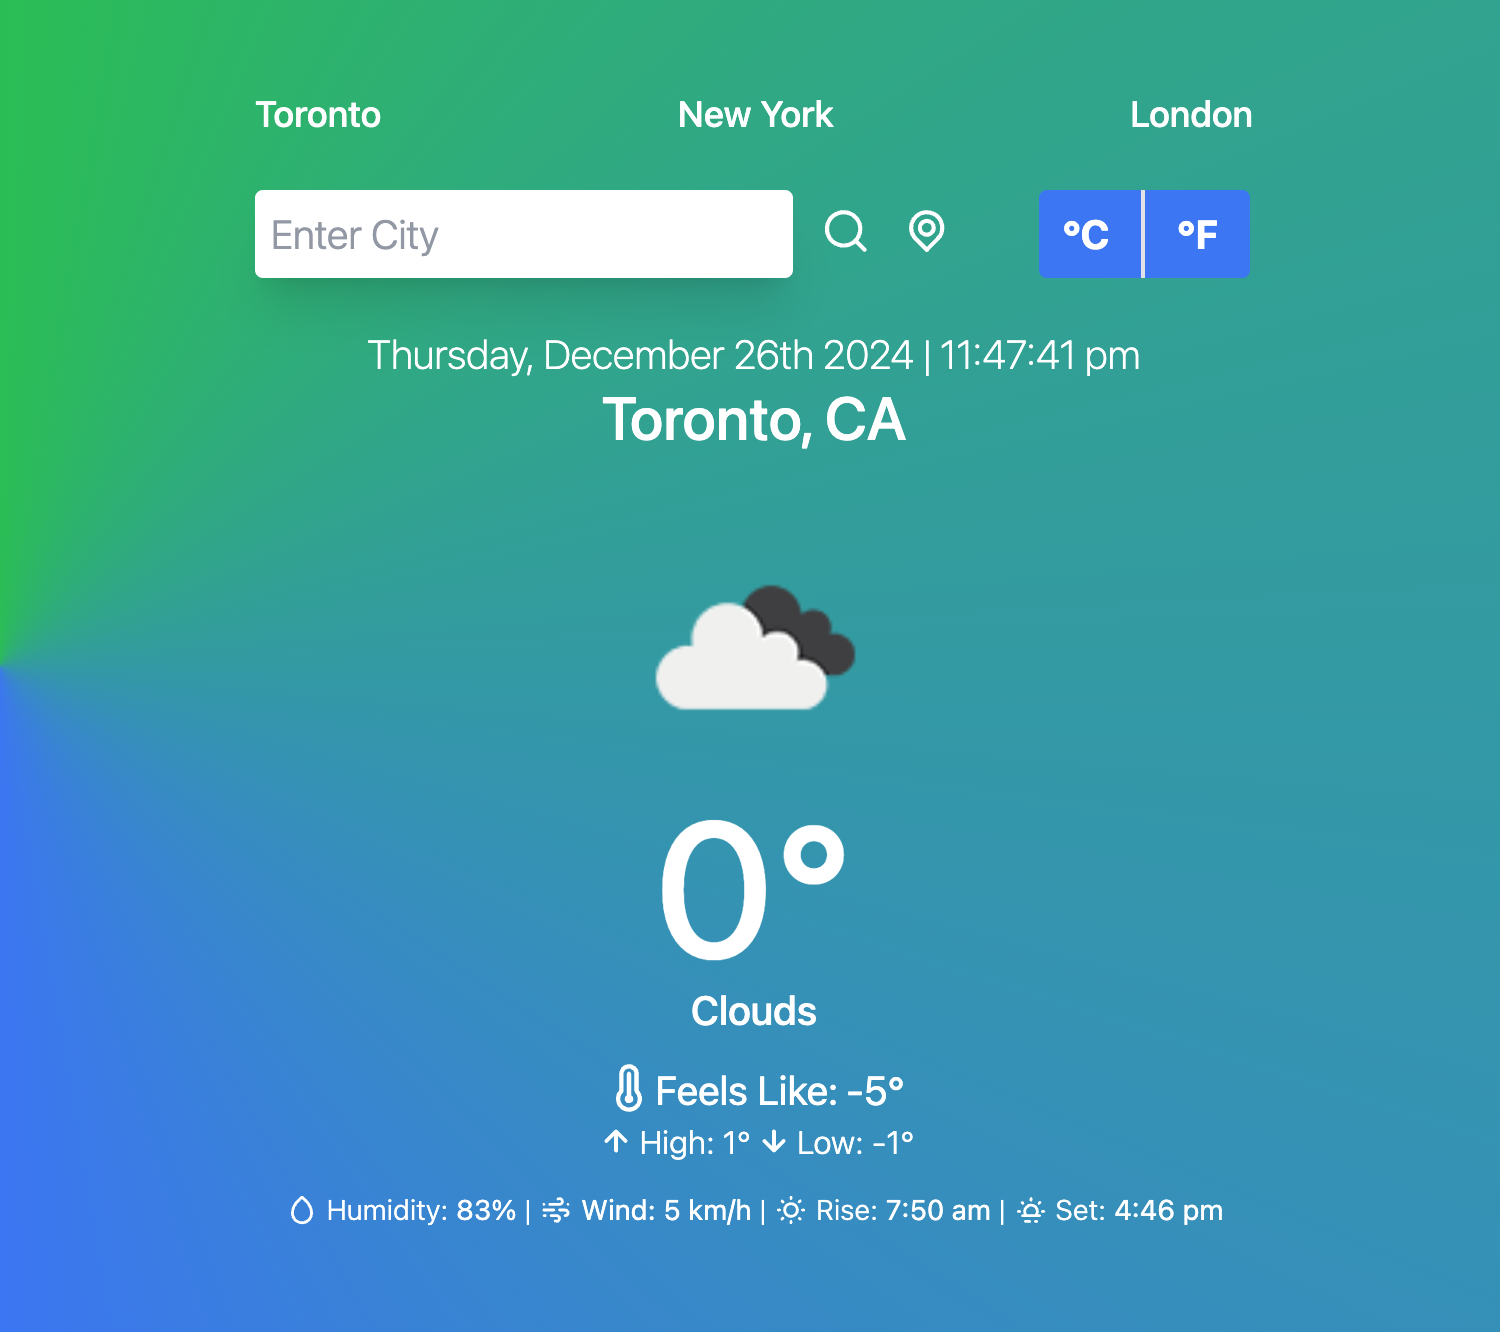 Toronto New York London
Enter City °C °F
Thursday, December 26th 2024 | 11:47:41 pm
Toronto, CA
0°
Clouds
Feels Like: -5°
High: 1° Low: -1°
Humidity: 83% | Wind: 5 km/h | Rise: 7:50 am | Set: 4:46 pm